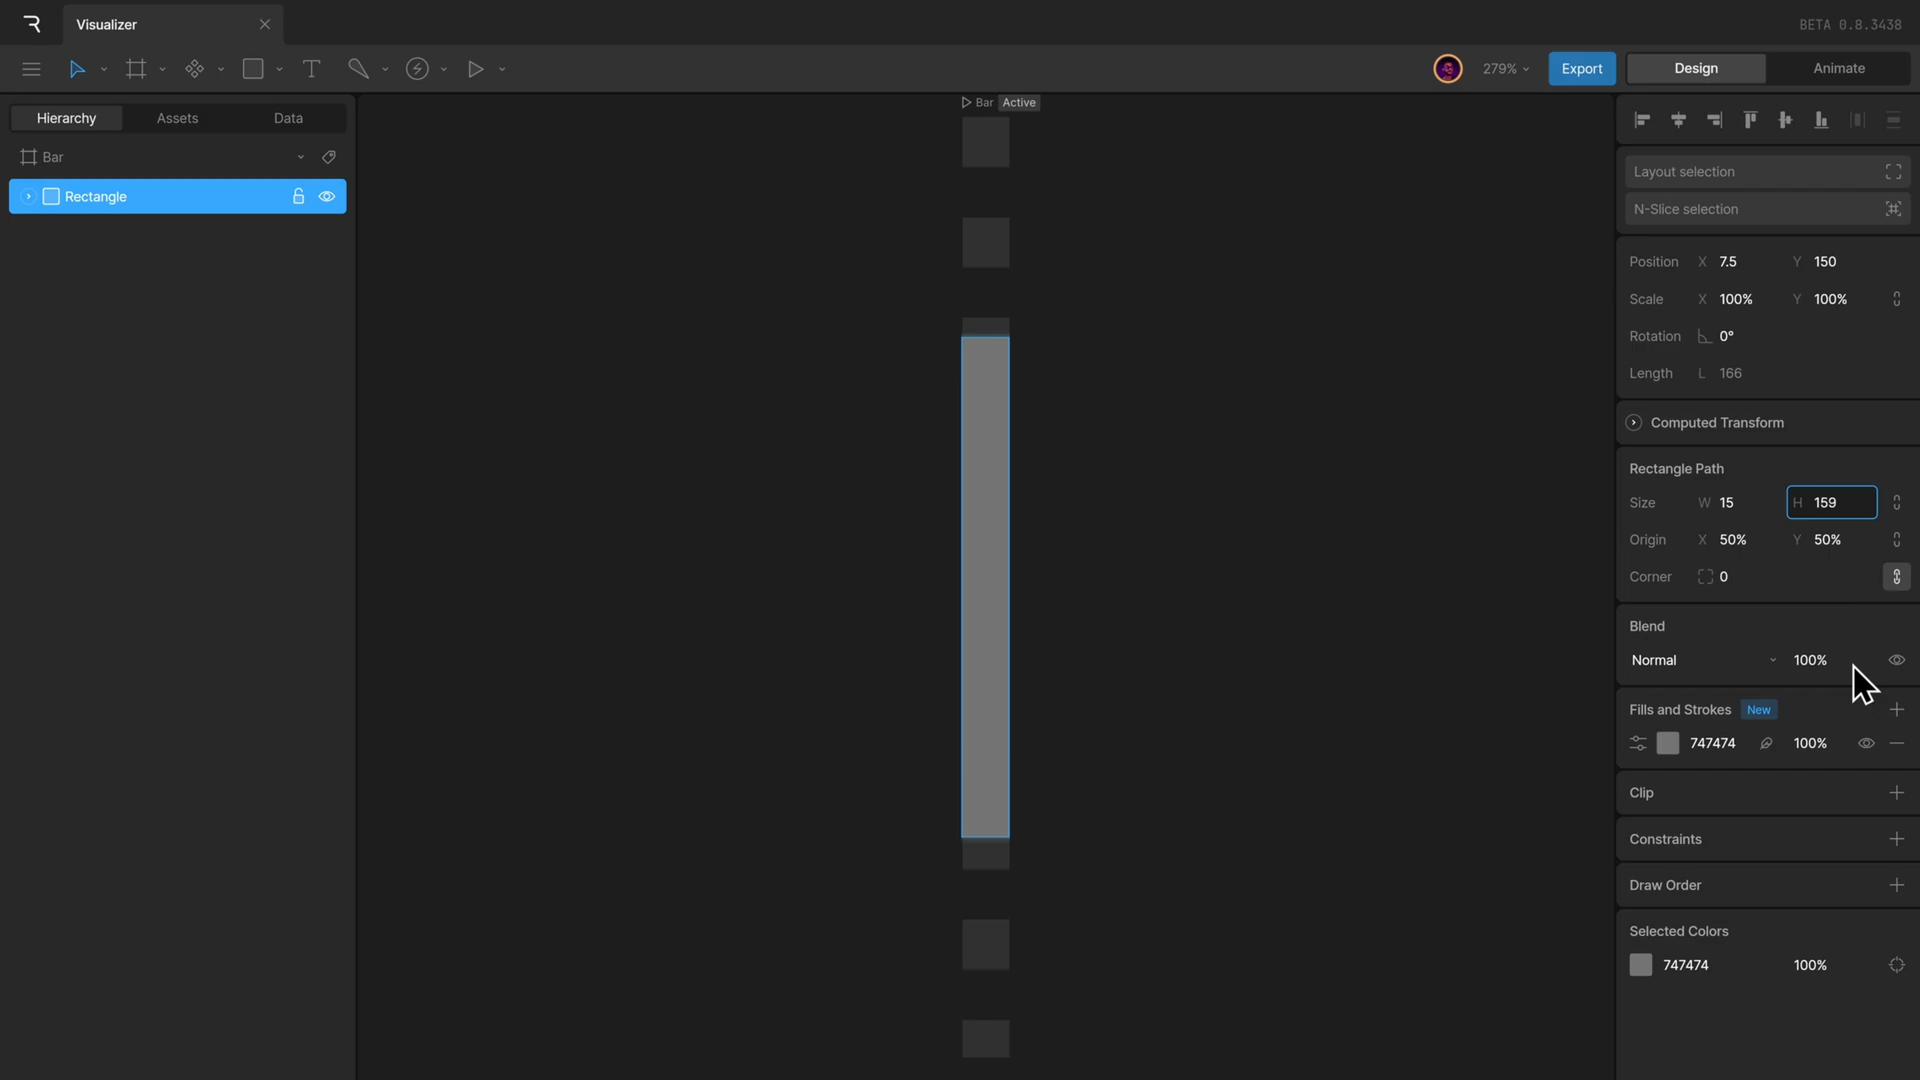 Visualizer
BETA 0.8.3438
279%
Export
Design
Animate
Hierarchy
Assets
Data
Bar
Rectangle
Bar Active
Layout selection
N-Slice selection
Position X 7.5 Y 150
Scale X 100% Y 100%
Rotation 0°
Length L 166
Computed Transform
Rectangle Path
Size W 15 H 159
Origin X 50% Y 50%
Corner 0
Blend
Normal 100%
Fills and Strokes New
747474 100%
Clip
Constraints
Draw Order
Selected Colors
747474 100%